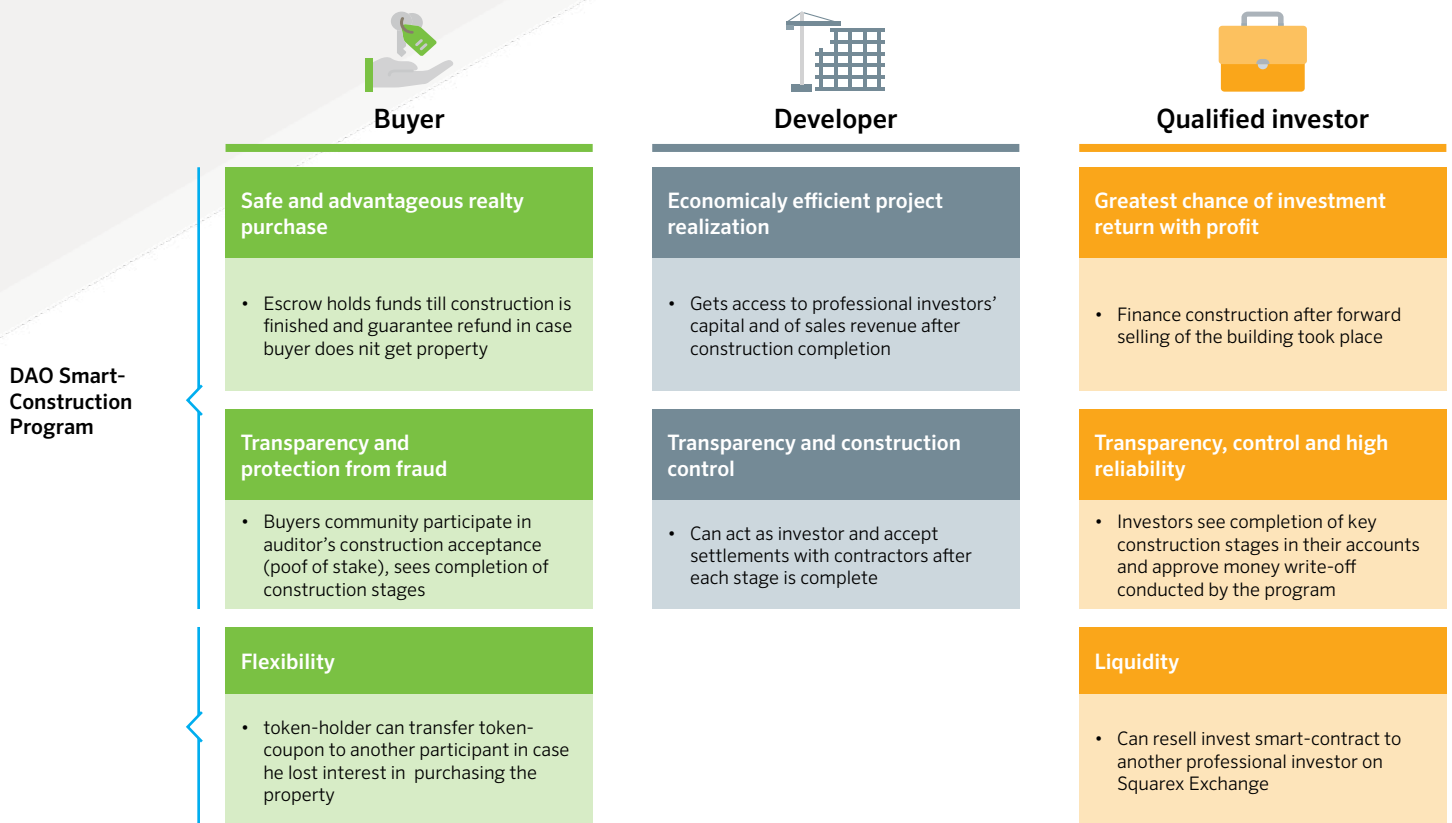 Buyer
Developer
Qualified investor
DAO Smart-
Construction
Program
Safe and advantageous realty
purchase
• Escrow holds funds till construction is
finished and guarantee refund in case
buyer does nit get property
Economicaly efficient project
realization
• Gets access to professional investors’
capital and of sales revenue after
construction completion
Greatest chance of investment
return with profit
• Finance construction after forward
selling of the building took place
Transparency and
protection from fraud
• Buyers community participate in
auditor’s construction acceptance
(poof of stake), sees completion of
construction stages
Transparency and construction
control
• Can act as investor and accept
settlements with contractors after
each stage is complete
Transparency, control and high
reliability
• Investors see completion of key
construction stages in their accounts
and approve money write-off
conducted by the program
Flexibility
• token-holder can transfer token-
coupon to another participant in case
he lost interest in purchasing the
property
Liquidity
• Can resell invest smart-contract to
another professional investor on
Squarex Exchange